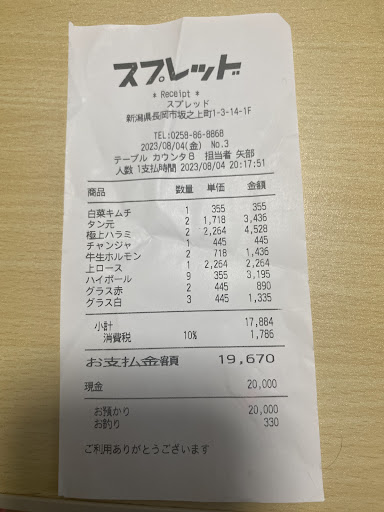 スプレッド
* Receipt *
スプレッド
新潟県長岡市坂之上町1-3-14-1F
TEL:0258-86-8868
2023/08/04(金) No.3
テーブル カウンタ8 担当者 矢部
人数 1支払時間 2023/08/04 20:17:51
商品 数量 単価 金額
白菜キムチ 1 355 355
タン元 2 1,718 3,436
極上ハラミ 2 2,264 4,528
チャンジャ 1 445 445
牛生ホルモン 2 718 1,436
上ロース 1 2,264 2,264
ハイボール 9 355 3,195
グラス赤 2 445 890
グラス白 3 445 1,335
小計 17,884
消費税 10% 1,786
お支払金額 19,670
現金 20,000
お預かり 20,000
お釣り 330
ご利用ありがとうございます